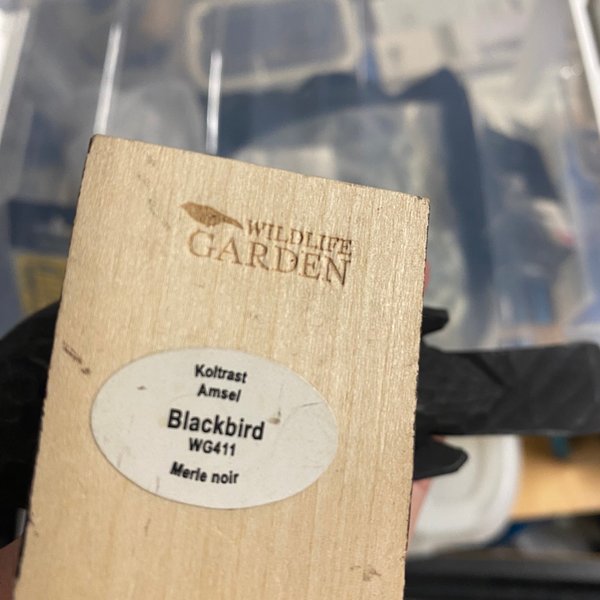 WILDLIFE
GARDEN
Koltrast
Amsel
Blackbird
WG411
Merle noir